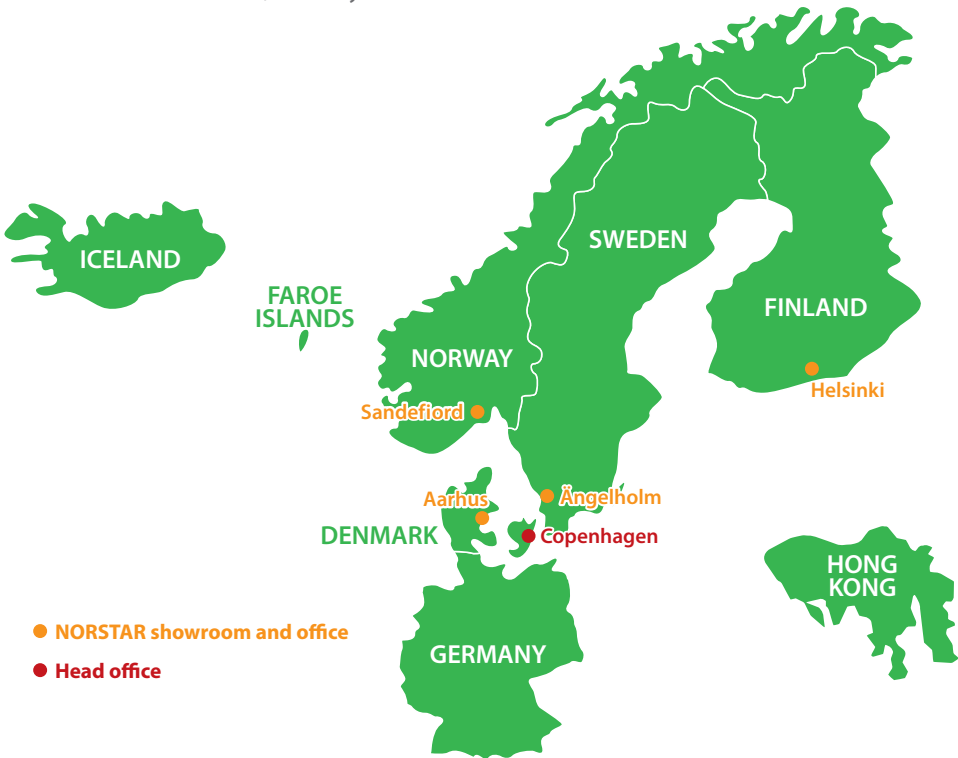 SWEDEN
ICELAND
FAROE
ISLANDS
FINLAND
NORWAY
Helsinki
Sandefiord
Aarhus
Ängelholm
DENMARK
Copenhagen
HONG
KONG
NORSTAR showroom and office
GERMANY
Head office